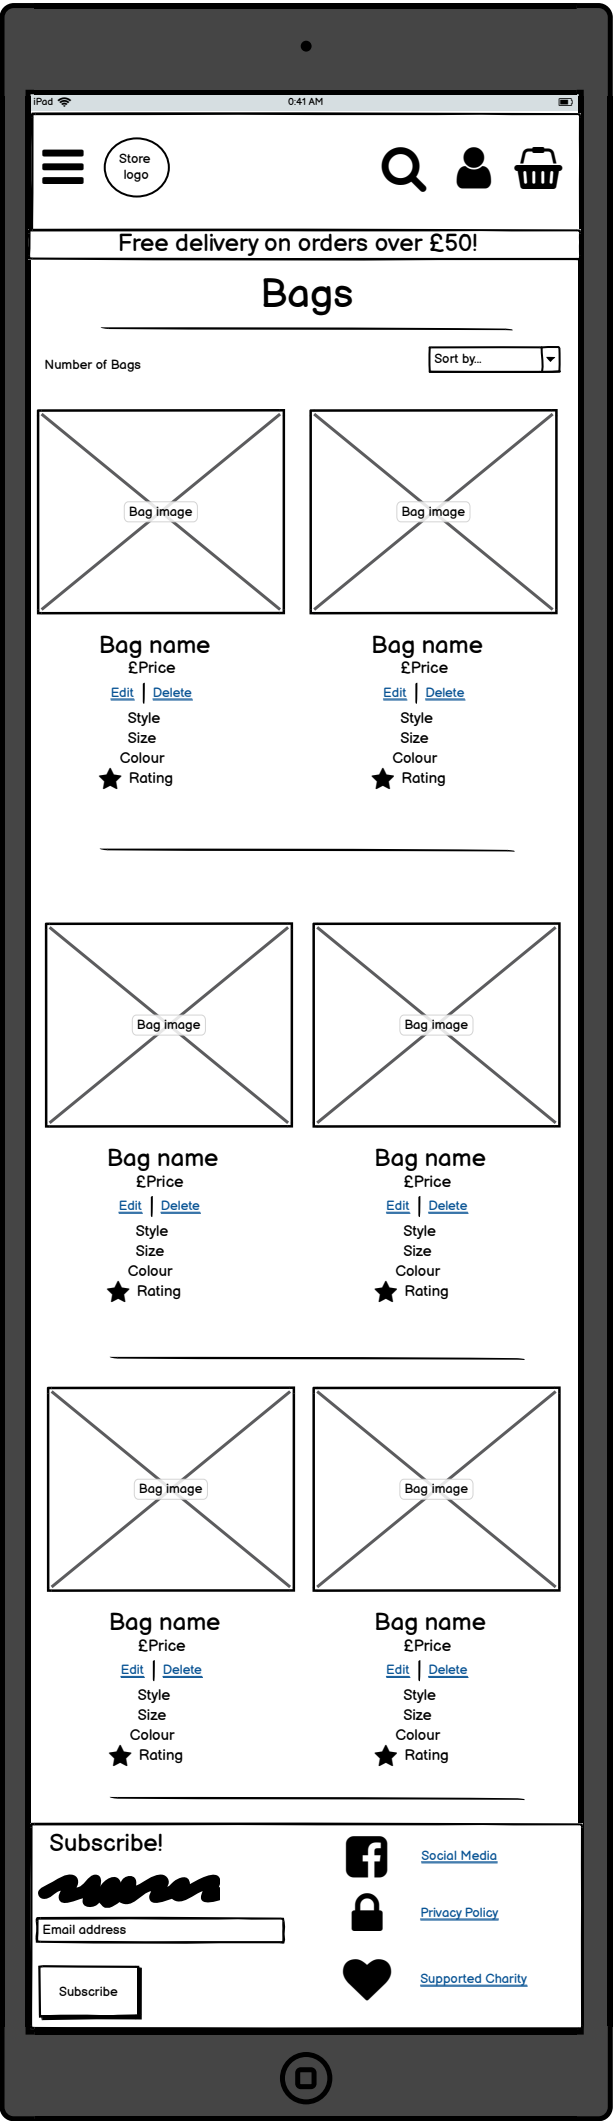 iPad 0:41 AM
Store
logo
Free delivery on orders over £50!
Bags
Number of Bags
Sort by...
Bag image Bag image
Bag name Bag name
£Price £Price
Edit Delete Edit Delete
Style Style
Size Size
Colour Colour
Rating Rating
Bag image Bag image
Bag name Bag name
£Price £Price
Edit Delete Edit Delete
Style Style
Size Size
Colour Colour
Rating Rating
Bag image Bag image
Bag name Bag name
£Price £Price
Edit Delete Edit Delete
Style Style
Size Size
Colour Colour
Rating Rating
Subscribe!
Email address
Subscribe
Social Media
Privacy Policy
Supported Charity